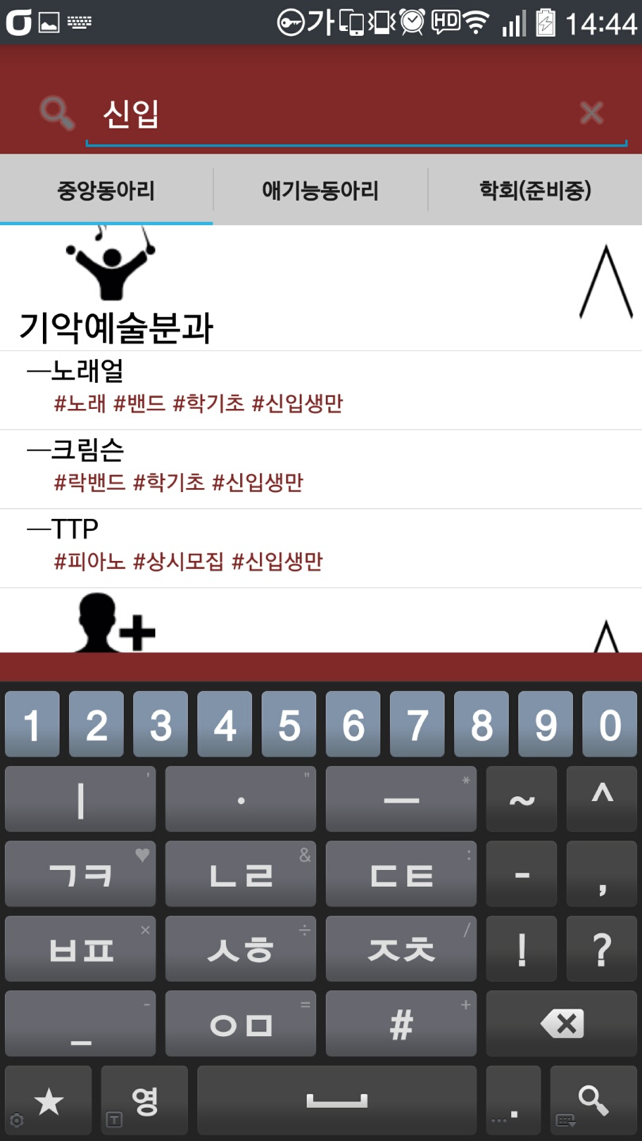 가 HD 14:44
신입
중앙동아리 애기능동아리 학회(준비중)
기악예술분과
—노래얼
#노래 #밴드 #학기초 #신입생만
—크림슨
#락밴드 #학기초 #신입생만
—TTP
#피아노 #상시모집 #신입생만
1 2 3 4 5 6 7 8 9 0
ㅣ ' · " ㅡ * ~ ^
ㄱㅋ ♥ ㄴㄹ & ㄷㅌ : - ,
ㅂㅍ × ㅅㅎ ÷ ㅈㅊ / ! ?
_ - ㅇㅁ = # +
★ 영 T ... .